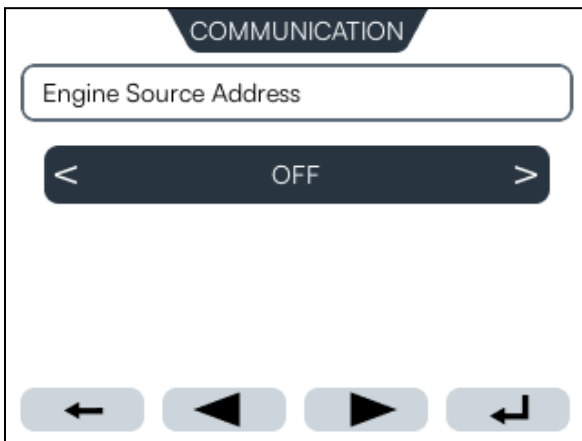 COMMUNICATION
Engine Source Address
< OFF >